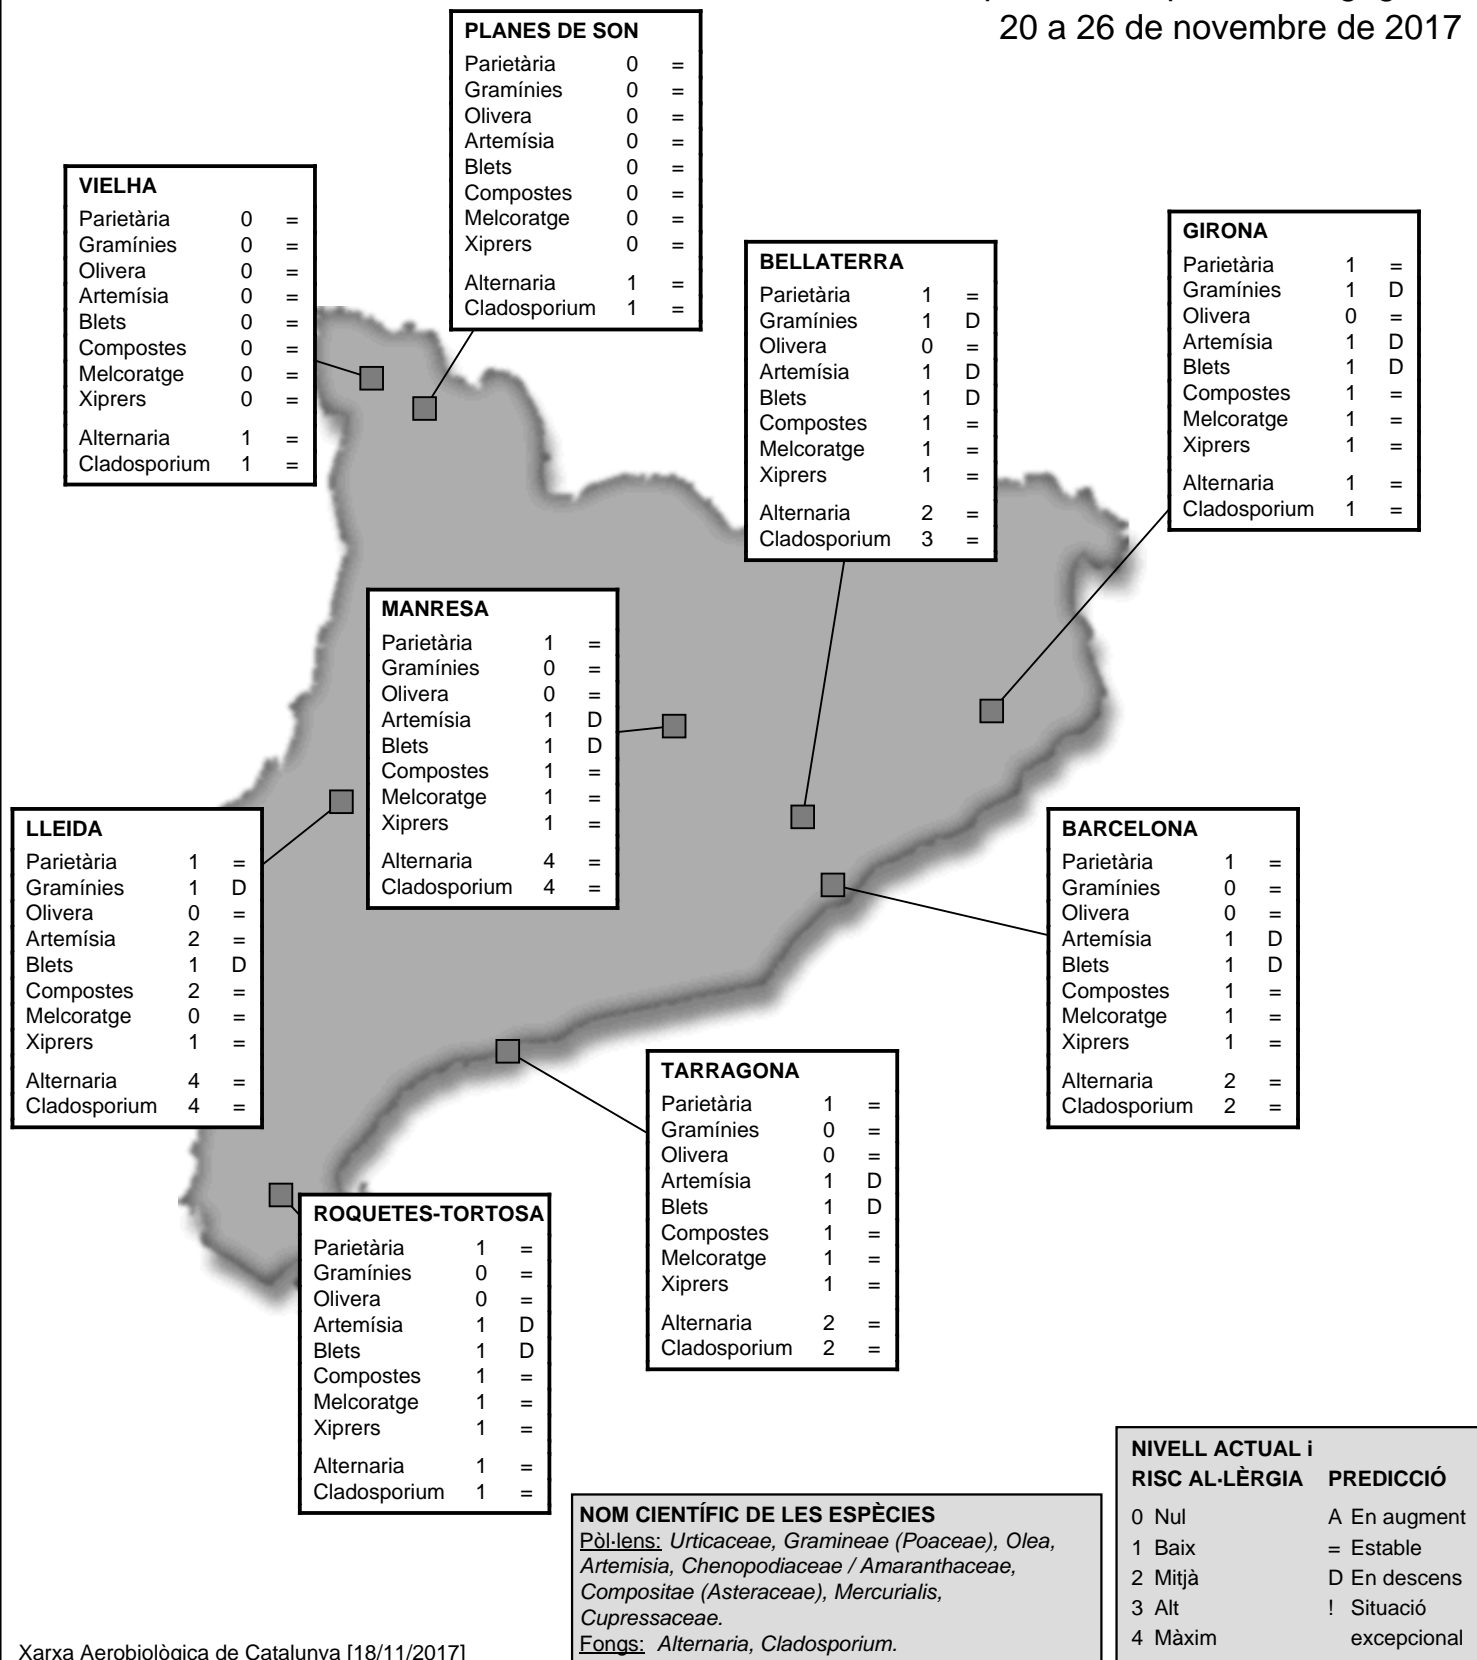 20 a 26 de novembre de 2017
PLANES DE SON
Parietària 0 =
Gramínies 0 =
Olivera 0 =
Artemísia 0 =
Blets 0 =
Compostes 0 =
Melcoratge 0 =
Xiprers 0 =
Alternaria 1 =
Cladosporium 1 =
VIELHA
Parietària 0 =
Gramínies 0 =
Olivera 0 =
Artemísia 0 =
Blets 0 =
Compostes 0 =
Melcoratge 0 =
Xiprers 0 =
Alternaria 1 =
Cladosporium 1 =
BELLATERRA
Parietària 1 =
Gramínies 1 D
Olivera 0 =
Artemísia 1 D
Blets 1 D
Compostes 1 =
Melcoratge 1 =
Xiprers 1 =
Alternaria 2 =
Cladosporium 3 =
GIRONA
Parietària 1 =
Gramínies 1 D
Olivera 0 =
Artemísia 1 D
Blets 1 D
Compostes 1 =
Melcoratge 1 =
Xiprers 1 =
Alternaria 1 =
Cladosporium 1 =
MANRESA
Parietària 1 =
Gramínies 0 =
Olivera 0 =
Artemísia 1 D
Blets 1 D
Compostes 1 =
Melcoratge 1 =
Xiprers 1 =
Alternaria 4 =
Cladosporium 4 =
LLEIDA
Parietària 1 =
Gramínies 1 D
Olivera 0 =
Artemísia 2 =
Blets 1 D
Compostes 2 =
Melcoratge 0 =
Xiprers 1 =
Alternaria 4 =
Cladosporium 4 =
BARCELONA
Parietària 1 =
Gramínies 0 =
Olivera 0 =
Artemísia 1 D
Blets 1 D
Compostes 1 =
Melcoratge 1 =
Xiprers 1 =
Alternaria 2 =
Cladosporium 2 =
TARRAGONA
Parietària 1 =
Gramínies 0 =
Olivera 0 =
Artemísia 1 D
Blets 1 D
Compostes 1 =
Melcoratge 1 =
Xiprers 1 =
Alternaria 2 =
Cladosporium 2 =
ROQUETES-TORTOSA
Parietària 1 =
Gramínies 0 =
Olivera 0 =
Artemísia 1 D
Blets 1 D
Compostes 1 =
Melcoratge 1 =
Xiprers 1 =
Alternaria 1 =
Cladosporium 1 =
NOM CIENTÍFIC DE LES ESPÈCIES
Pòl·lens: Urticaceae, Gramineae (Poaceae), Olea,
Artemisia, Chenopodiaceae / Amaranthaceae,
Compositae (Asteraceae), Mercurialis,
Cupressaceae.
Fongs: Alternaria, Cladosporium.
NIVELL ACTUAL i
RISC AL·LÈRGIA PREDICCIÓ
0 Nul A En augment
1 Baix = Estable
2 Mitjà D En descens
3 Alt ! Situació
4 Màxim excepcional
Xarxa Aerobiològica de Catalunya [18/11/2017]